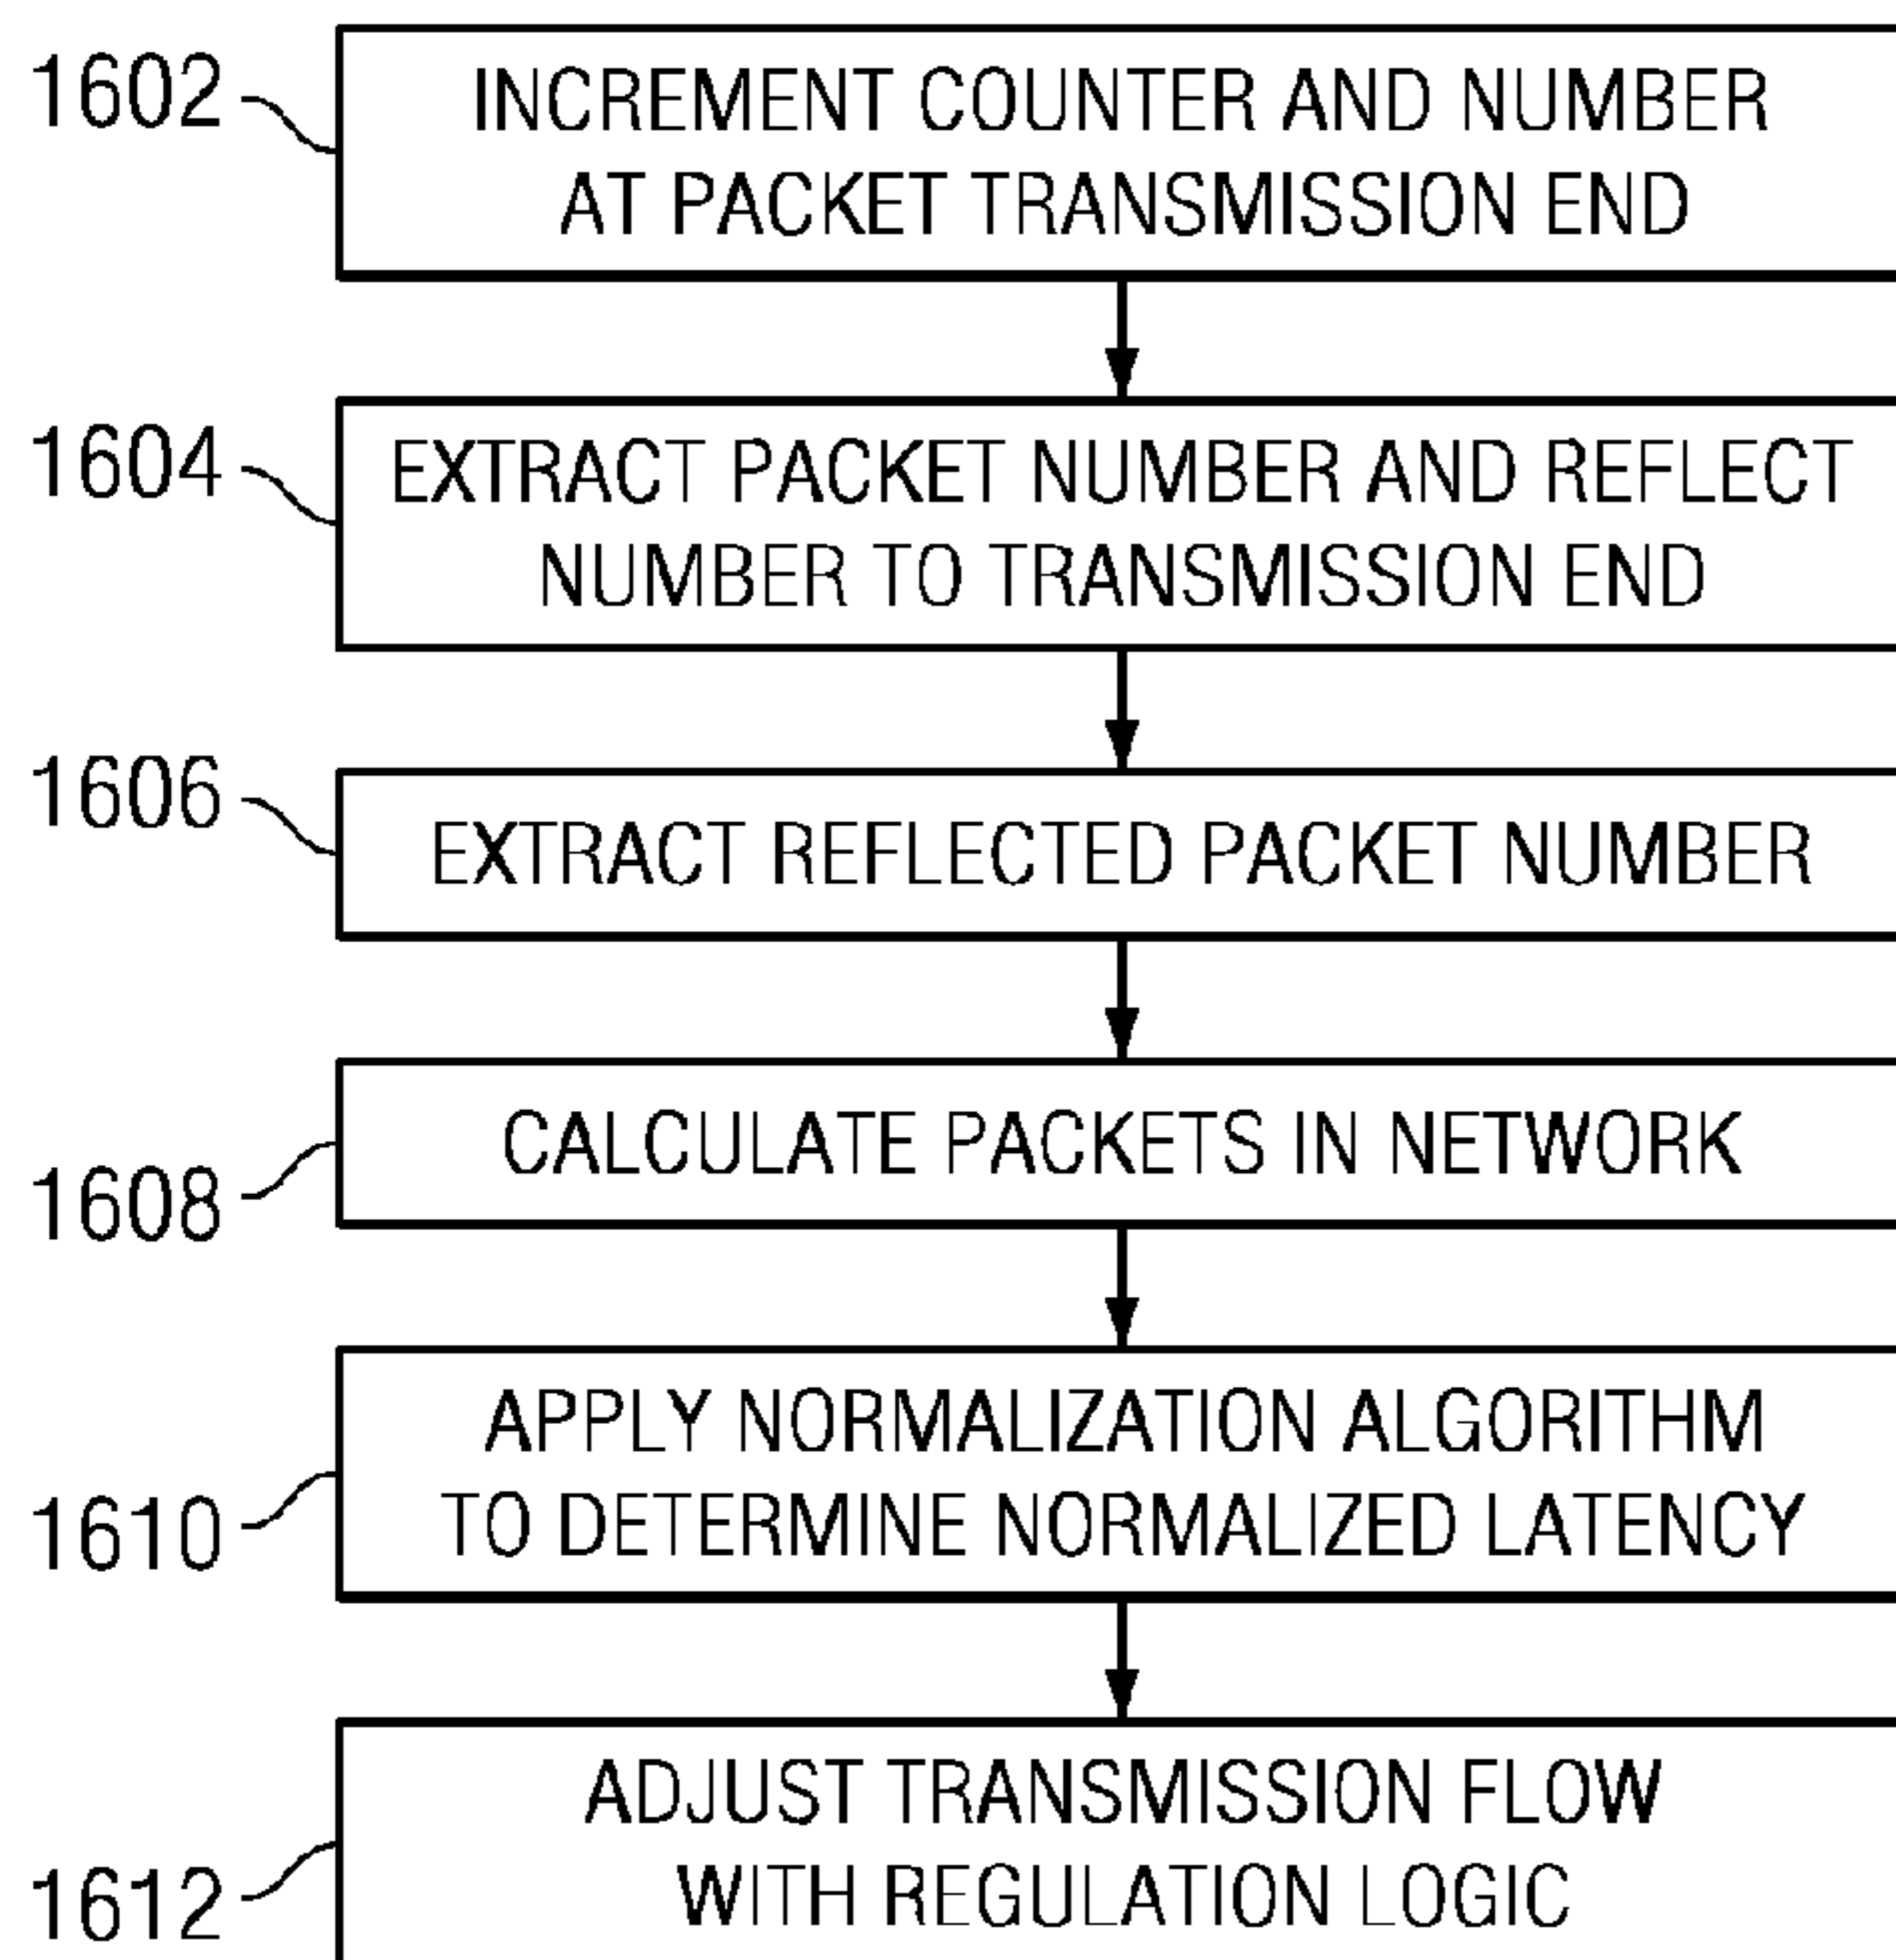 1602
INCREMENT COUNTER AND NUMBER
AT PACKET TRANSMISSION END
1604
EXTRACT PACKET NUMBER AND REFLECT
NUMBER TO TRANSMISSION END
1606
EXTRACT REFLECTED PACKET NUMBER
1608
CALCULATE PACKETS IN NETWORK
1610
APPLY NORMALIZATION ALGORITHM
TO DETERMINE NORMALIZED LATENCY
1612
ADJUST TRANSMISSION FLOW
WITH REGULATION LOGIC